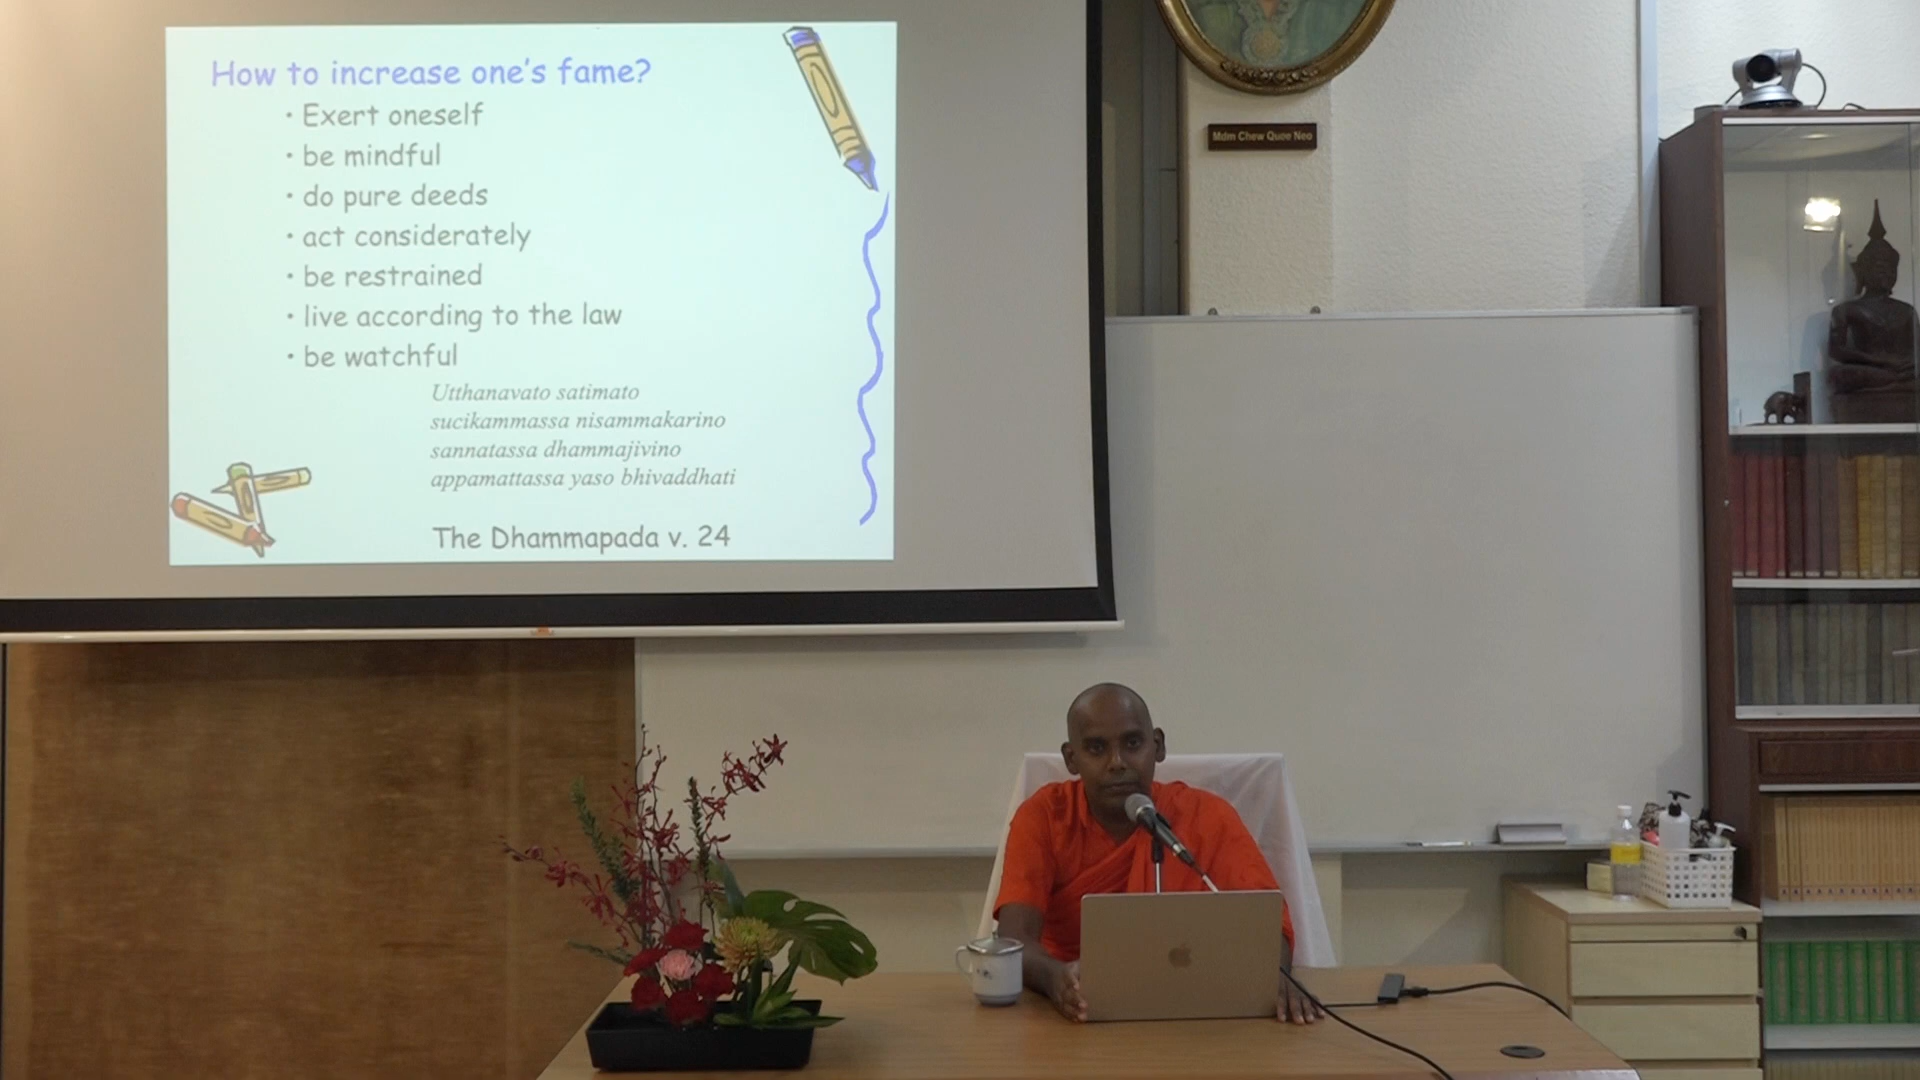 How to increase one's fame?
• Exert oneself
• be mindful
• do pure deeds
• act considerately
• be restrained
• live according to the law
• be watchful
Utthanavato satimato
sucikammassa nisammakarino
sannatassa dhammajivino
appamattassa yaso bhivaddhati
The Dhammapada v. 24
Mdm Chew Quee Neo